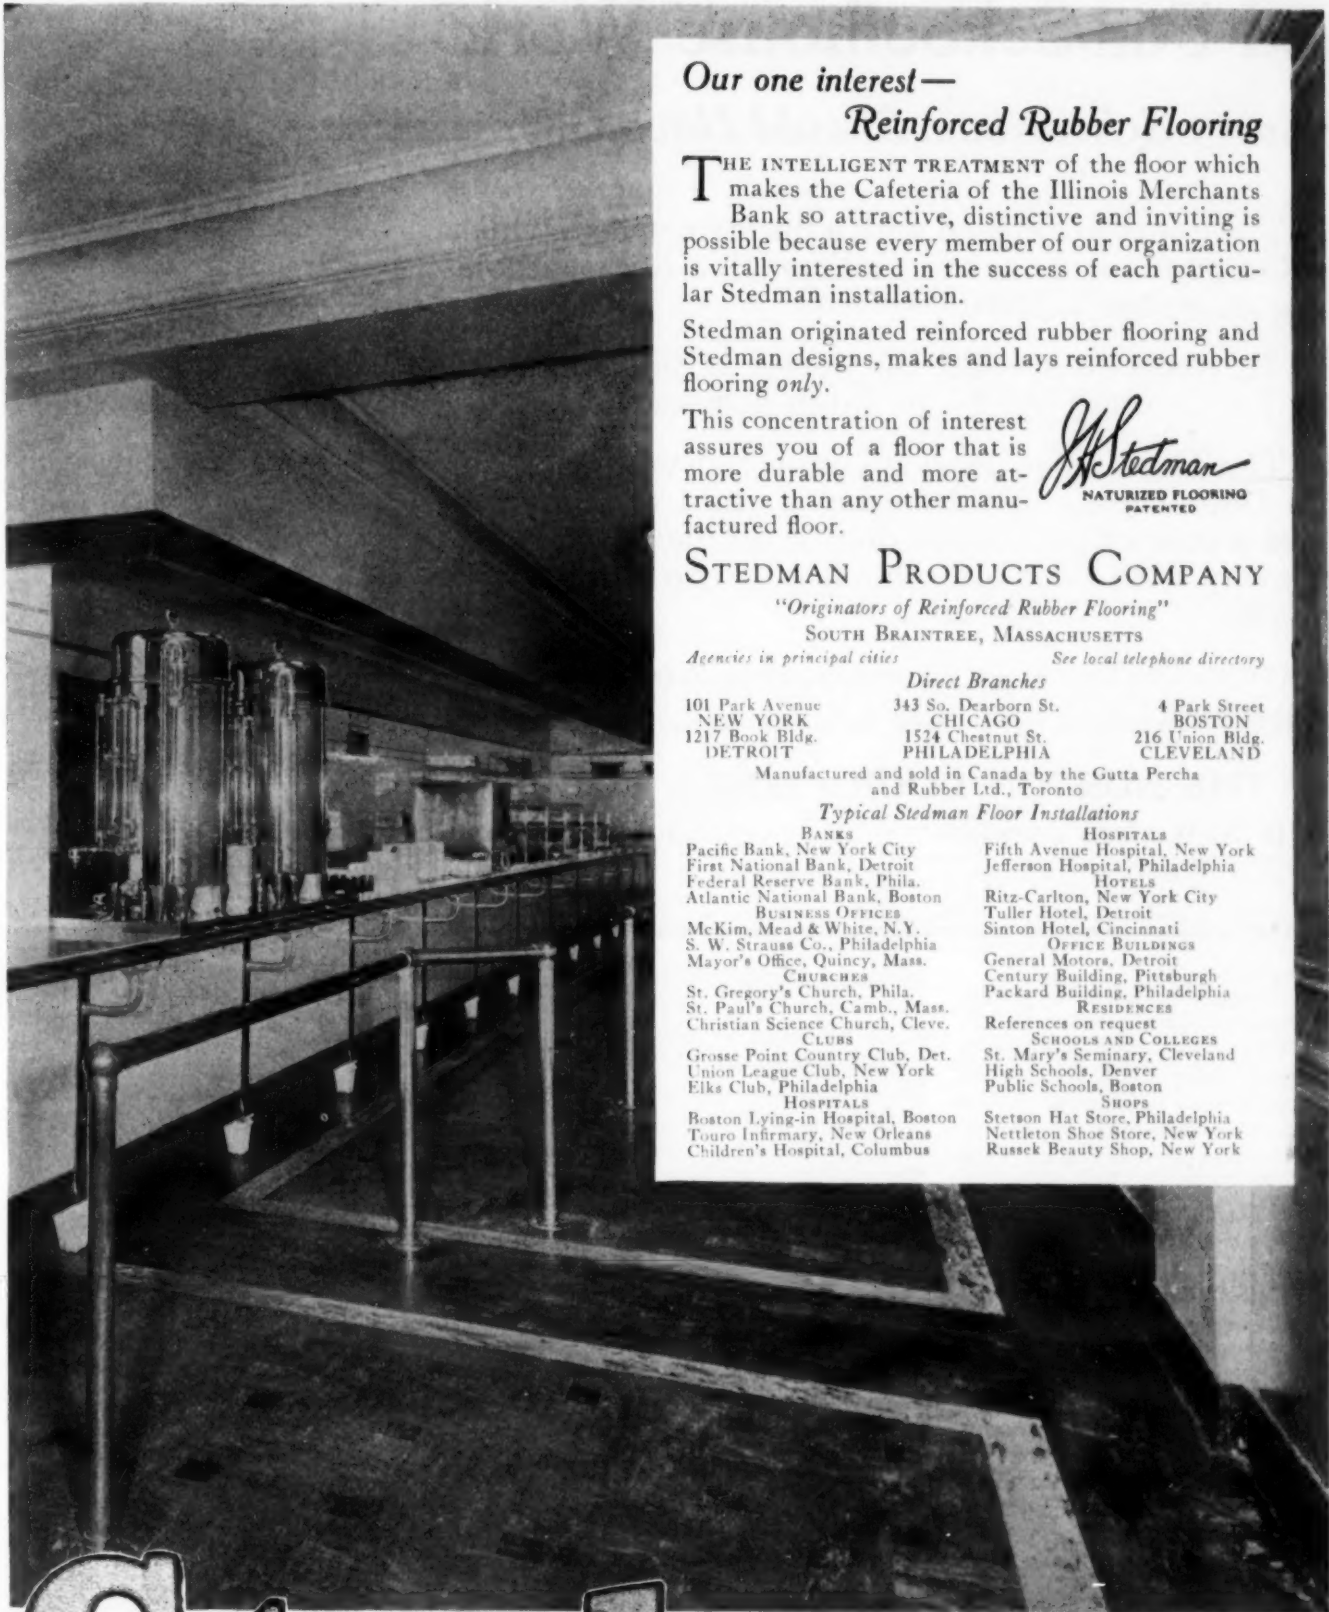 Our one interest—
Reinforced Rubber Flooring
THE INTELLIGENT TREATMENT of the floor which
makes the Cafeteria of the Illinois Merchants
Bank so attractive, distinctive and inviting is
possible because every member of our organization
is vitally interested in the success of each particu-
lar Stedman installation.
Stedman originated reinforced rubber flooring and
Stedman designs, makes and lays reinforced rubber
flooring only.
This concentration of interest
assures you of a floor that is
more durable and more at-
tractive than any other manu-
factured floor.
JHStedman
NATURIZED FLOORING
PATENTED
STEDMAN PRODUCTS COMPANY
"Originators of Reinforced Rubber Flooring"
SOUTH BRAINTREE, MASSACHUSETTS
Agencies in principal cities See local telephone directory
Direct Branches
101 Park Avenue 343 So. Dearborn St. 4 Park Street
NEW YORK CHICAGO BOSTON
1217 Book Bldg. 1524 Chestnut St. 216 Union Bldg.
DETROIT PHILADELPHIA CLEVELAND
Manufactured and sold in Canada by the Gutta Percha
and Rubber Ltd., Toronto
Typical Stedman Floor Installations
BANKS
Pacific Bank, New York City
First National Bank, Detroit
Federal Reserve Bank, Phila.
Atlantic National Bank, Boston
BUSINESS OFFICES
McKim, Mead & White, N.Y.
S. W. Strauss Co., Philadelphia
Mayor's Office, Quincy, Mass.
CHURCHES
St. Gregory's Church, Phila.
St. Paul's Church, Camb., Mass.
Christian Science Church, Cleve.
CLUBS
Grosse Point Country Club, Det.
Union League Club, New York
Elks Club, Philadelphia
HOSPITALS
Boston Lying-in Hospital, Boston
Touro Infirmary, New Orleans
Children's Hospital, Columbus
HOSPITALS
Fifth Avenue Hospital, New York
Jefferson Hospital, Philadelphia
HOTELS
Ritz-Carlton, New York City
Tuller Hotel, Detroit
Sinton Hotel, Cincinnati
OFFICE BUILDINGS
General Motors, Detroit
Century Building, Pittsburgh
Packard Building, Philadelphia
RESIDENCES
References on request
SCHOOLS AND COLLEGES
St. Mary's Seminary, Cleveland
High Schools, Denver
Public Schools, Boston
SHOPS
Stetson Hat Store, Philadelphia
Nettleton Shoe Store, New York
Russek Beauty Shop, New York